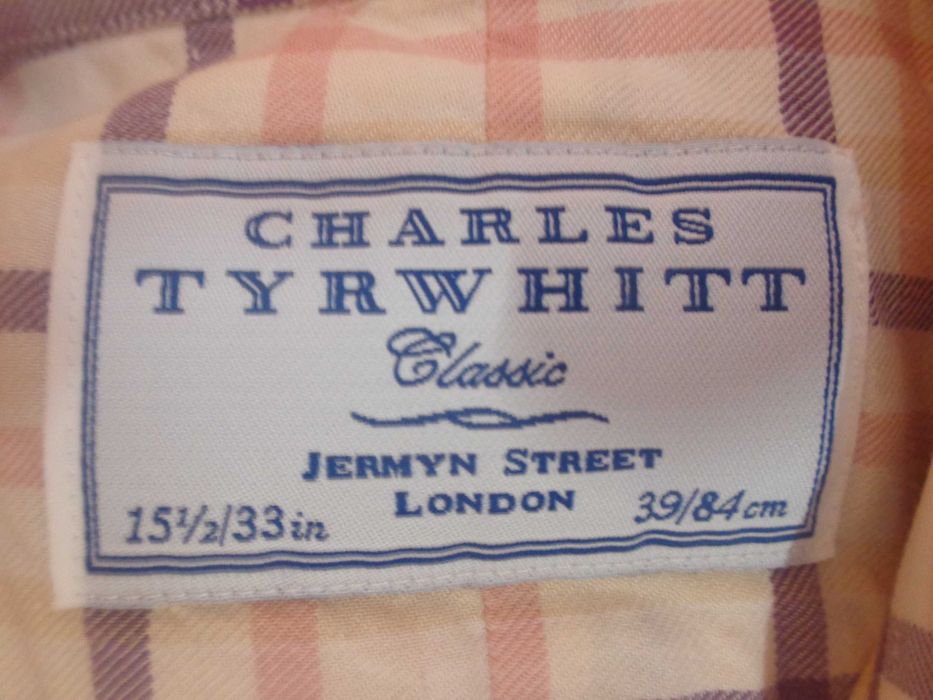 CHARLES
TYRWHITT
Classic
JERMYN STREET
LONDON
15½/33in
39/84cm